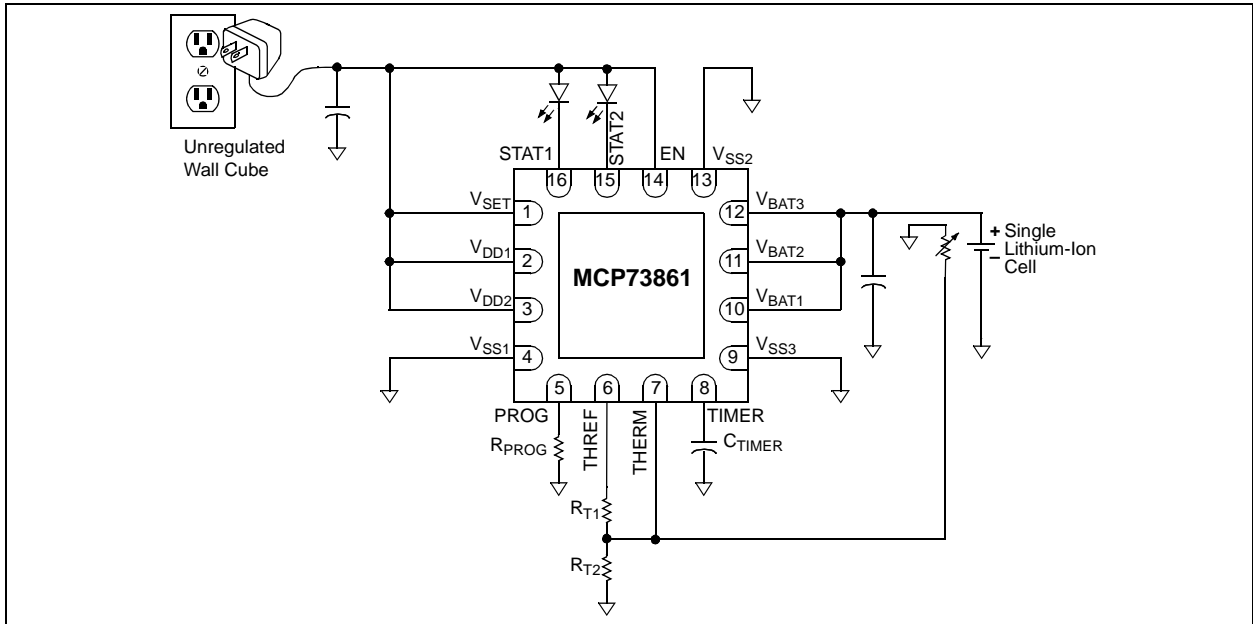 Unregulated
Wall Cube
STAT1
STAT2
EN
VSS2
16
15
14
13
VSET
1
12
VBAT3
VDD1
2
11
VBAT2
VDD2
3
10
VBAT1
VSS1
4
9
VSS3
MCP73861
+ Single
Lithium-Ion
– Cell
5
6
7
8
PROG
THREF
THERM
TIMER
RPROG
CTIMER
RT1
RT2